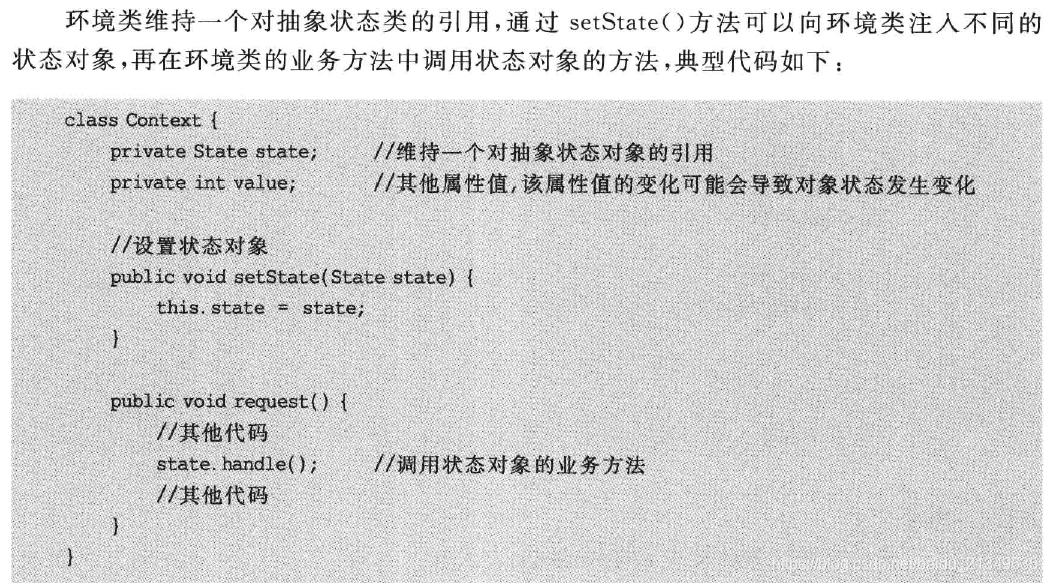 环境类维持一个对抽象状态类的引用,通过 setState()方法可以向环境类注入不同的
状态对象,再在环境类的业务方法中调用状态对象的方法,典型代码如下:
class Context {
private State state; //维持一个对抽象状态对象的引用
private int value; //其他属性值,该属性值的变化可能会导致对象状态发生变化
//设置状态对象
public void setState(State state) {
this.state = state;
}
public void request() {
//其他代码
state.handle(); //调用状态对象的业务方法
//其他代码
}
}